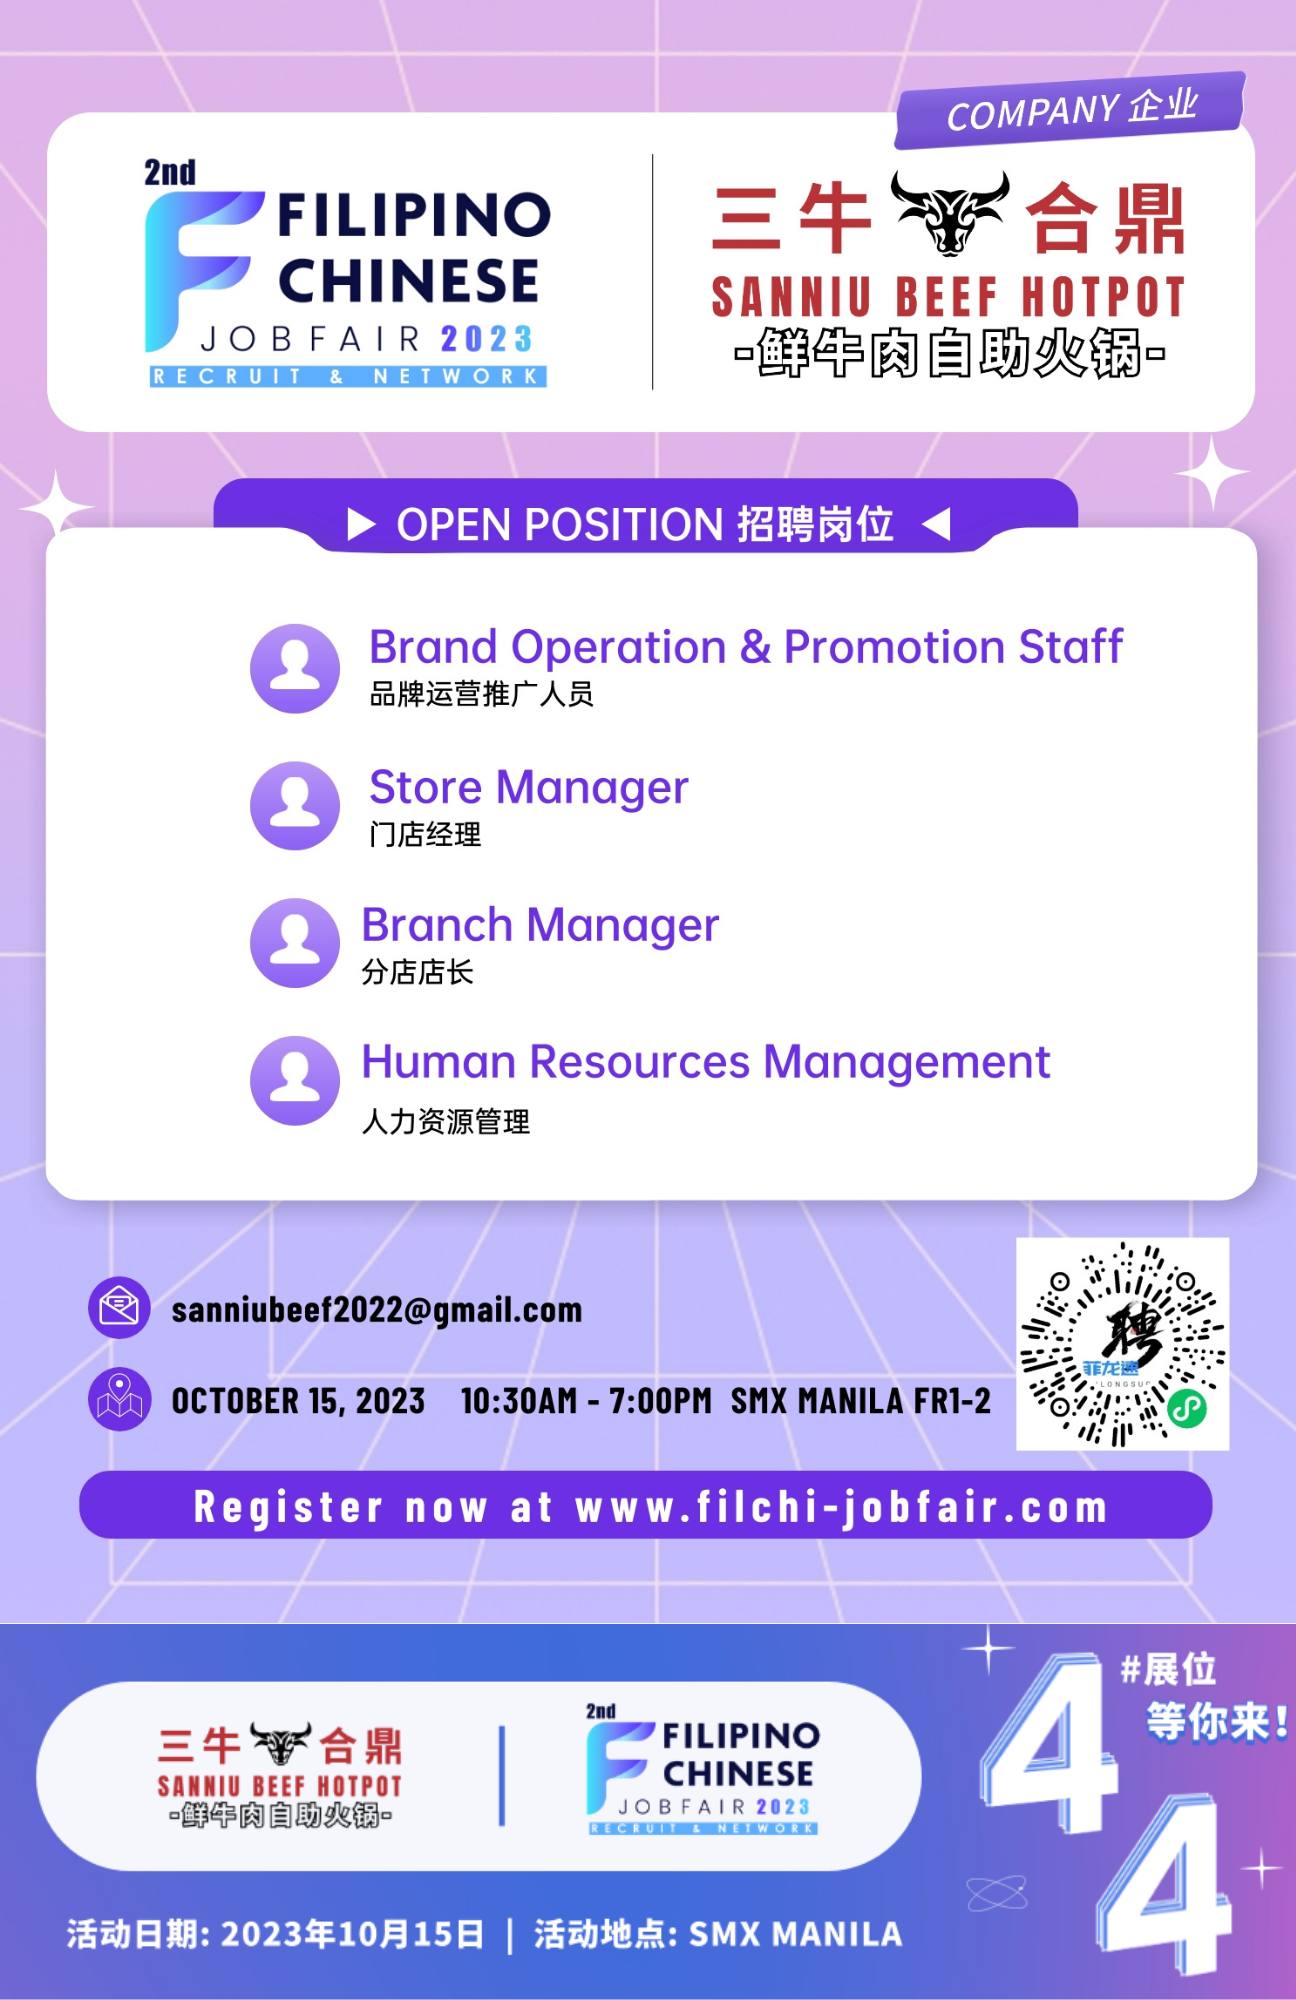 COMPANY 企业
2nd
FILIPINO
CHINESE
JOBFAIR 2023
RECRUIT & NETWORK
三牛合鼎
SANNIU BEEF HOTPOT
-鲜牛肉自助火锅-
OPEN POSITION 招聘岗位
Brand Operation & Promotion Staff
品牌运营推广人员
Store Manager
门店经理
Branch Manager
分店店长
Human Resources Management
人力资源管理
sanniubeef2022@gmail.com
OCTOBER 15, 2023 10:30AM - 7:00PM SMX MANILA FR1-2
聘
菲龙速
Register now at www.filchi-jobfair.com
三牛合鼎
SANNIU BEEF HOTPOT
-鲜牛肉自助火锅-
2nd
FILIPINO
CHINESE
JOBFAIR 2023
RECRUIT & NETWORK
44
#展位
等你来!
活动日期: 2023年10月15日 | 活动地点: SMX MANILA